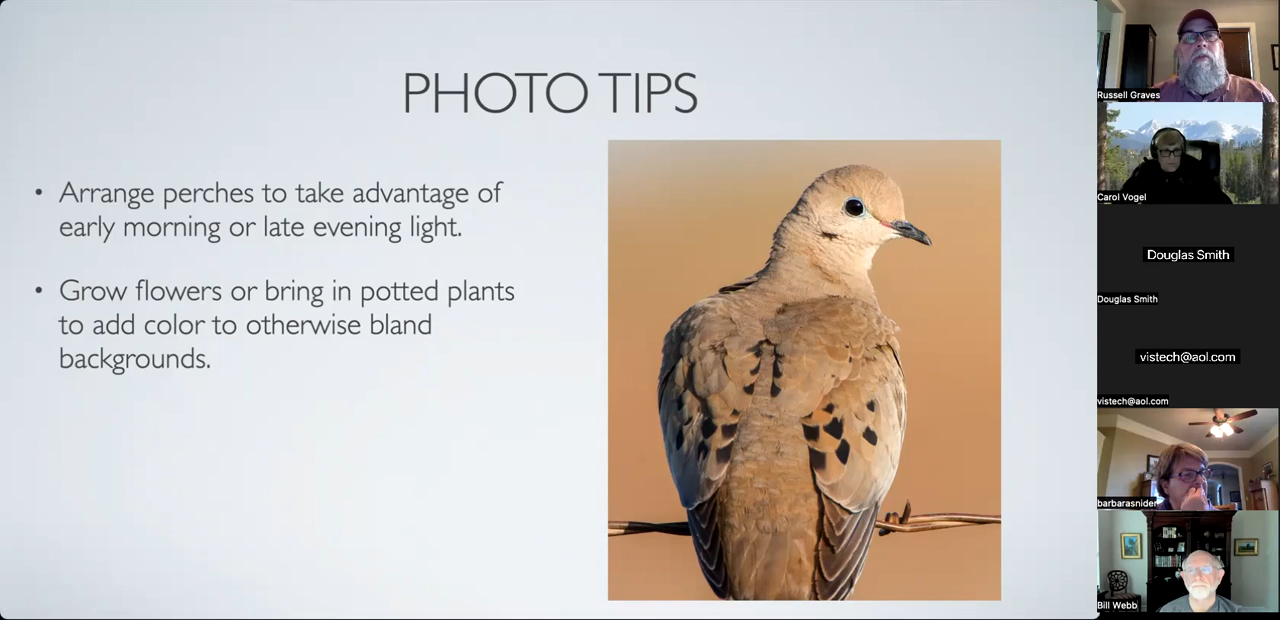 PHOTO TIPS
• Arrange perches to take advantage of
early morning or late evening light.
• Grow flowers or bring in potted plants
to add color to otherwise bland
backgrounds.
Russell Graves
Carol Vogel
Douglas Smith
Douglas Smith
vistech@aol.com
vistech@aol.com
barbarasnider
Bill Webb